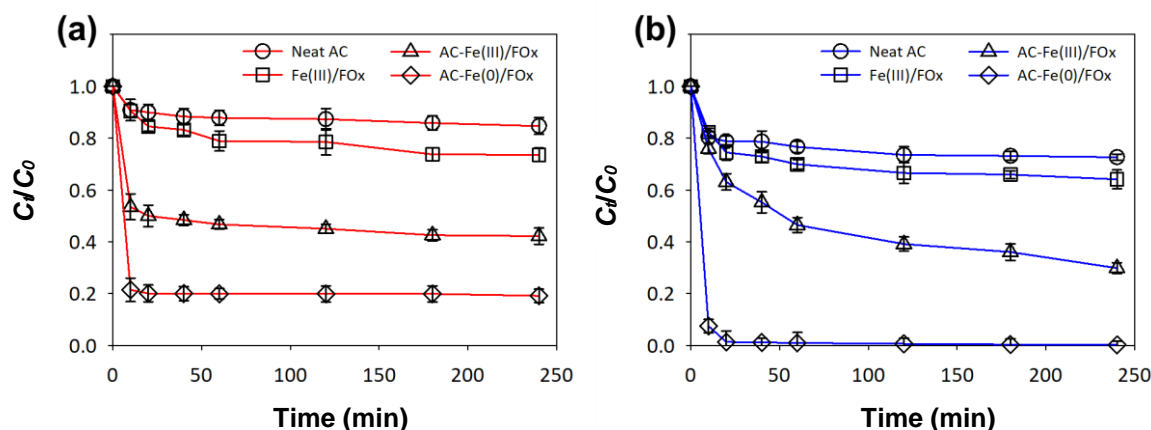 (a)
Neat AC
AC-Fe(III)/FOx
Fe(III)/FOx
AC-Fe(0)/FOx
1.0
0.8
0.6
0.4
0.2
0.0
Ct/C0
0 50 100 150 200 250
Time (min)
(b)
Neat AC
AC-Fe(III)/FOx
Fe(III)/FOx
AC-Fe(0)/FOx
1.0
0.8
0.6
0.4
0.2
0.0
Ct/C0
0 50 100 150 200 250
Time (min)